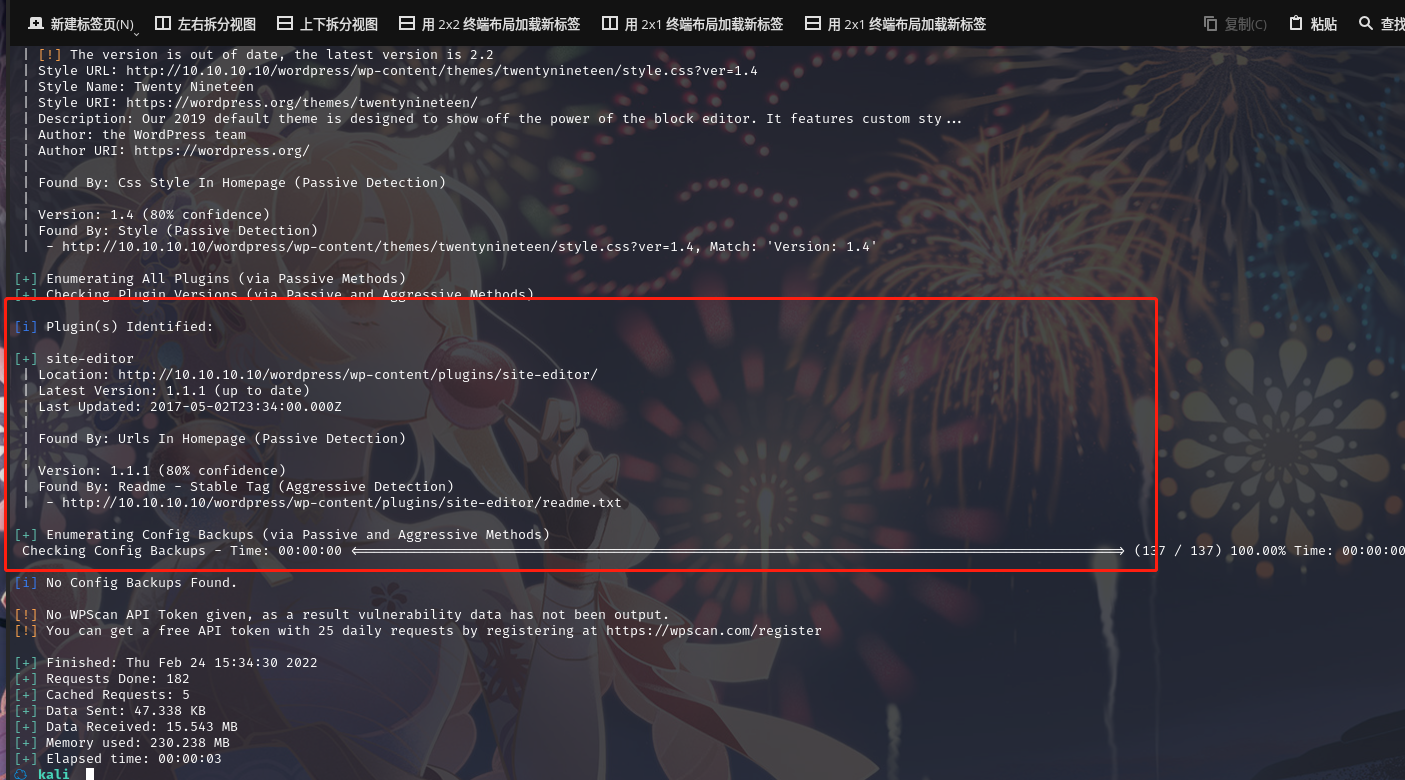 新建标签页(N) 左右拆分视图 上下拆分视图 用 2x2 终端布局加载新标签 用 2x1 终端布局加载新标签 用 2x1 终端布局加载新标签 复制(C) 粘贴 查找
| [!] The version is out of date, the latest version is 2.2
| Style URL: http://10.10.10.10/wordpress/wp-content/themes/twentynineteen/style.css?ver=1.4
| Style Name: Twenty Nineteen
| Style URI: https://wordpress.org/themes/twentynineteen/
| Description: Our 2019 default theme is designed to show off the power of the block editor. It features custom sty...
| Author: the WordPress team
| Author URI: https://wordpress.org/
|
| Found By: Css Style In Homepage (Passive Detection)
|
| Version: 1.4 (80% confidence)
| Found By: Style (Passive Detection)
|  - http://10.10.10.10/wordpress/wp-content/themes/twentynineteen/style.css?ver=1.4, Match: 'Version: 1.4'
[+] Enumerating All Plugins (via Passive Methods)
[+] Checking Plugin Versions (via Passive and Aggressive Methods)
[i] Plugin(s) Identified:
[+] site-editor
| Location: http://10.10.10.10/wordpress/wp-content/plugins/site-editor/
| Latest Version: 1.1.1 (up to date)
| Last Updated: 2017-05-02T23:34:00.000Z
|
| Found By: Urls In Homepage (Passive Detection)
|
| Version: 1.1.1 (80% confidence)
| Found By: Readme - Stable Tag (Aggressive Detection)
|  - http://10.10.10.10/wordpress/wp-content/plugins/site-editor/readme.txt
[+] Enumerating Config Backups (via Passive and Aggressive Methods)
Checking Config Backups - Time: 00:00:00 <=====================================================> (137 / 137) 100.00% Time: 00:00:00
[i] No Config Backups Found.
[!] No WPScan API Token given, as a result vulnerability data has not been output.
[!] You can get a free API token with 25 daily requests by registering at https://wpscan.com/register
[+] Finished: Thu Feb 24 15:34:30 2022
[+] Requests Done: 182
[+] Cached Requests: 5
[+] Data Sent: 47.338 KB
[+] Data Received: 15.543 MB
[+] Memory used: 230.238 MB
[+] Elapsed time: 00:00:03
kali